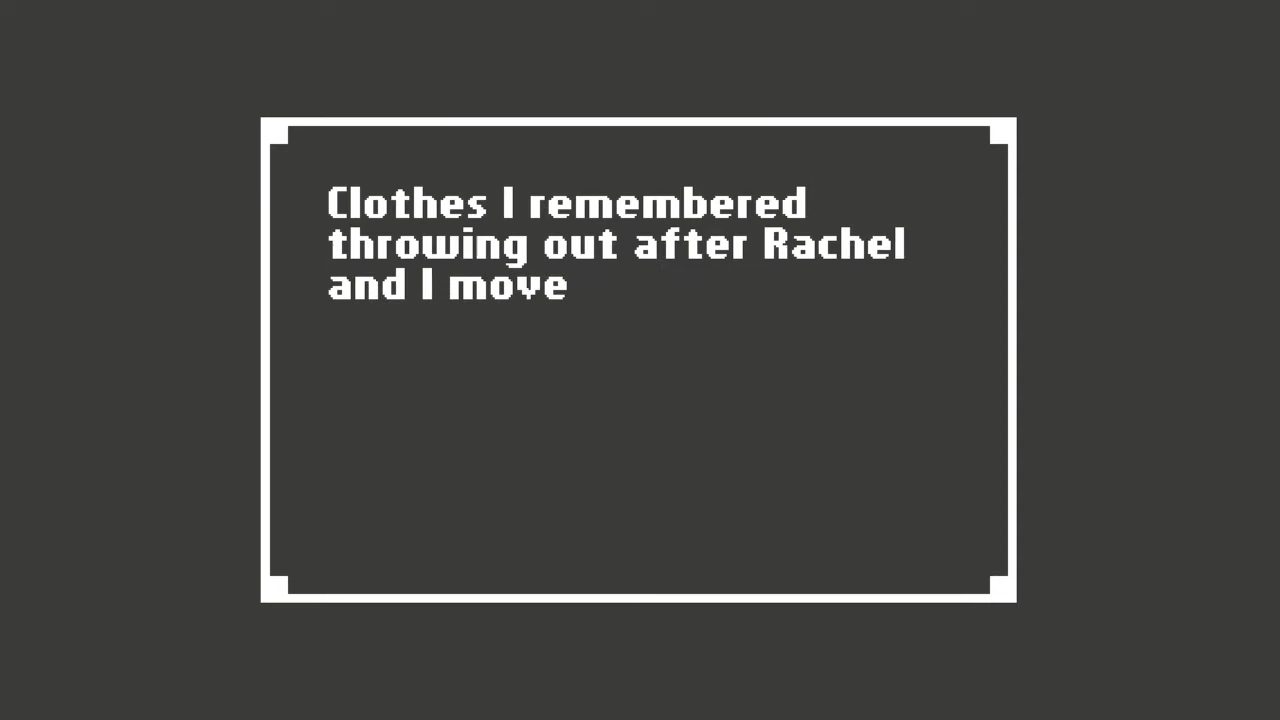 Clothes I remembered
throwing out after Rachel
and I move